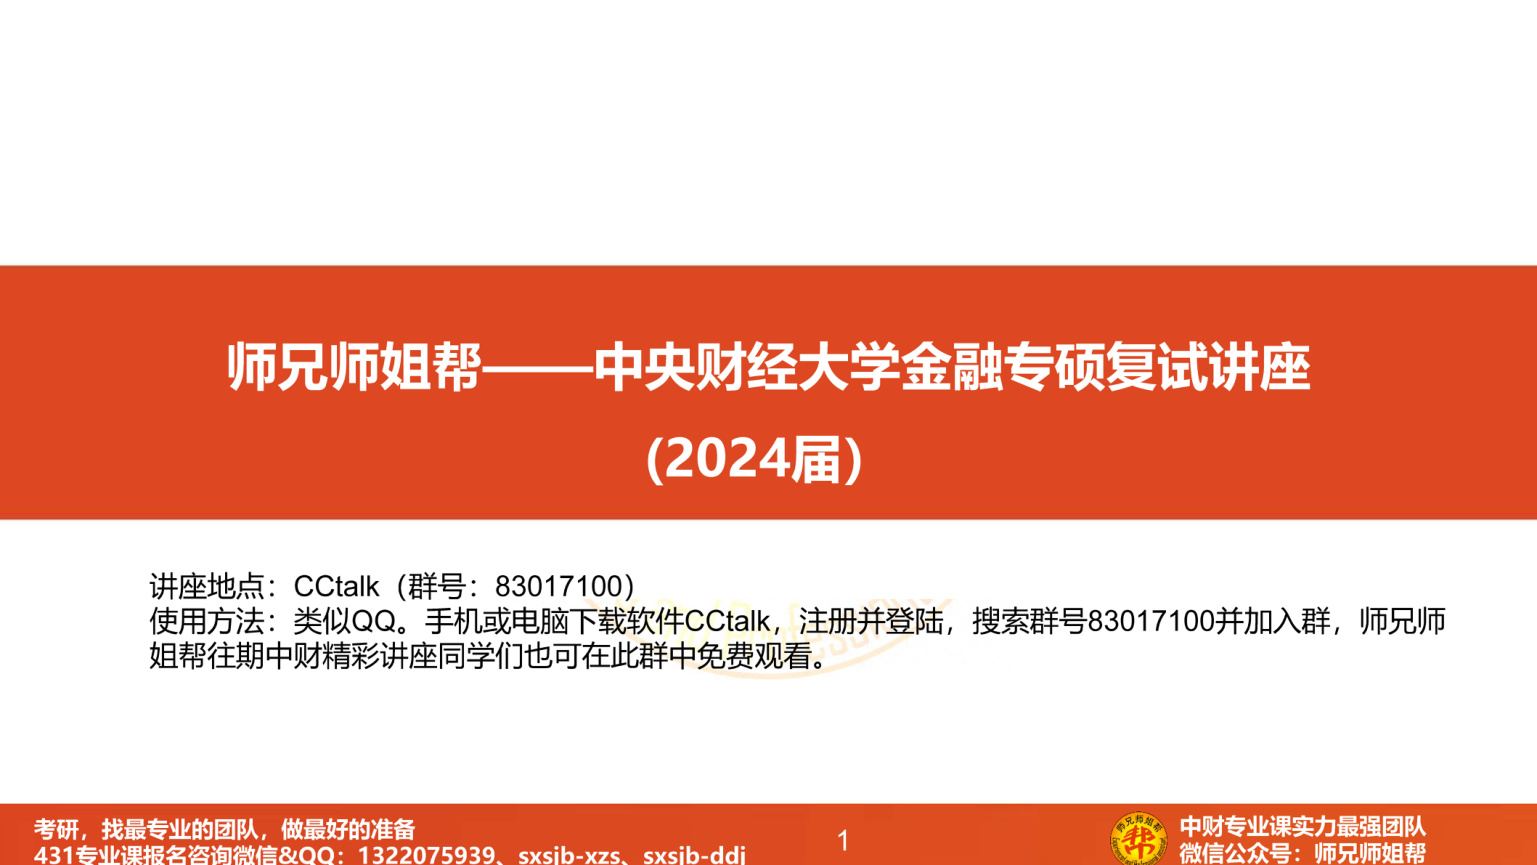 师兄师姐帮——中央财经大学金融专硕复试讲座
(2024届）
讲座地点：CCtalk（群号：83017100）
使用方法：类似QQ。手机或电脑下载软件CCtalk，注册并登陆，搜索群号83017100并加入群，师兄师
姐帮往期中财精彩讲座同学们也可在此群中免费观看。
考研，找最专业的团队，做最好的准备
431专业课报名咨询微信&QQ：1322075939、sxsjb-xzs、sxsjb-ddj
1
师兄师姐帮
帮
中财专业课实力最强团队
微信公众号：师兄师姐帮